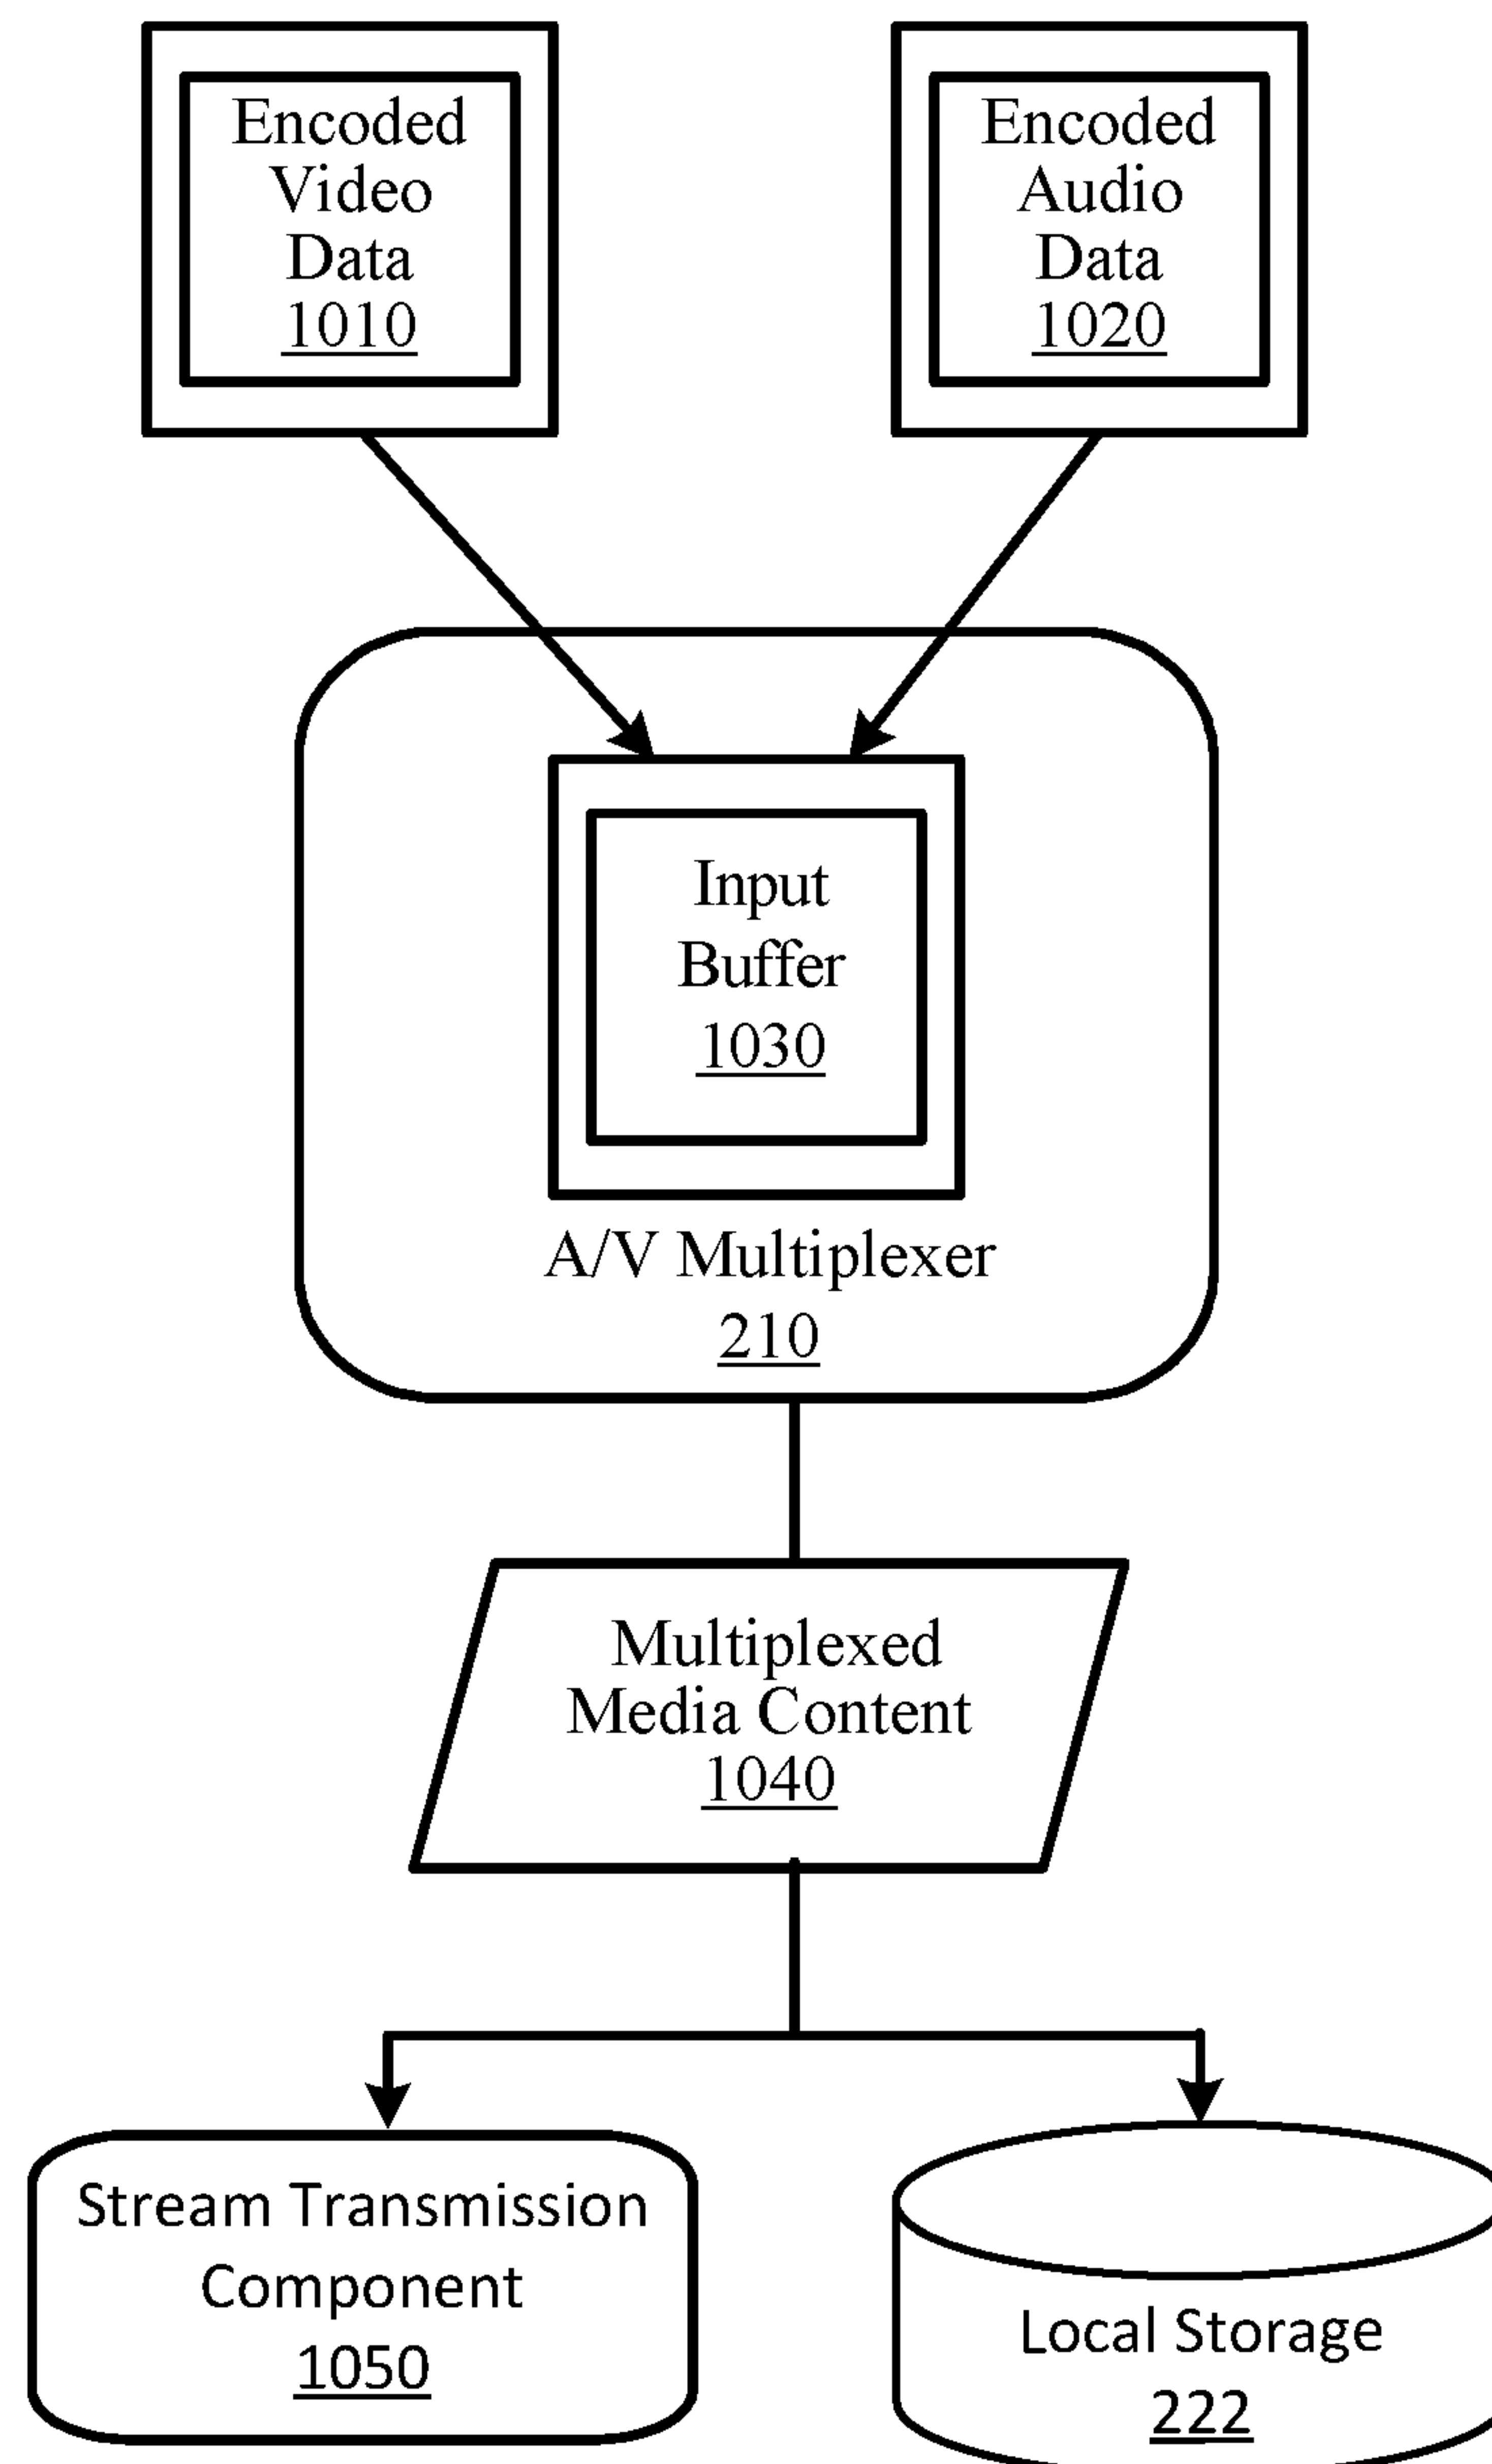 Encoded
Video
Data
1010
Encoded
Audio
Data
1020
Input
Buffer
1030
A/V Multiplexer
210
Multiplexed
Media Content
1040
Stream Transmission
Component
1050
Local Storage
222